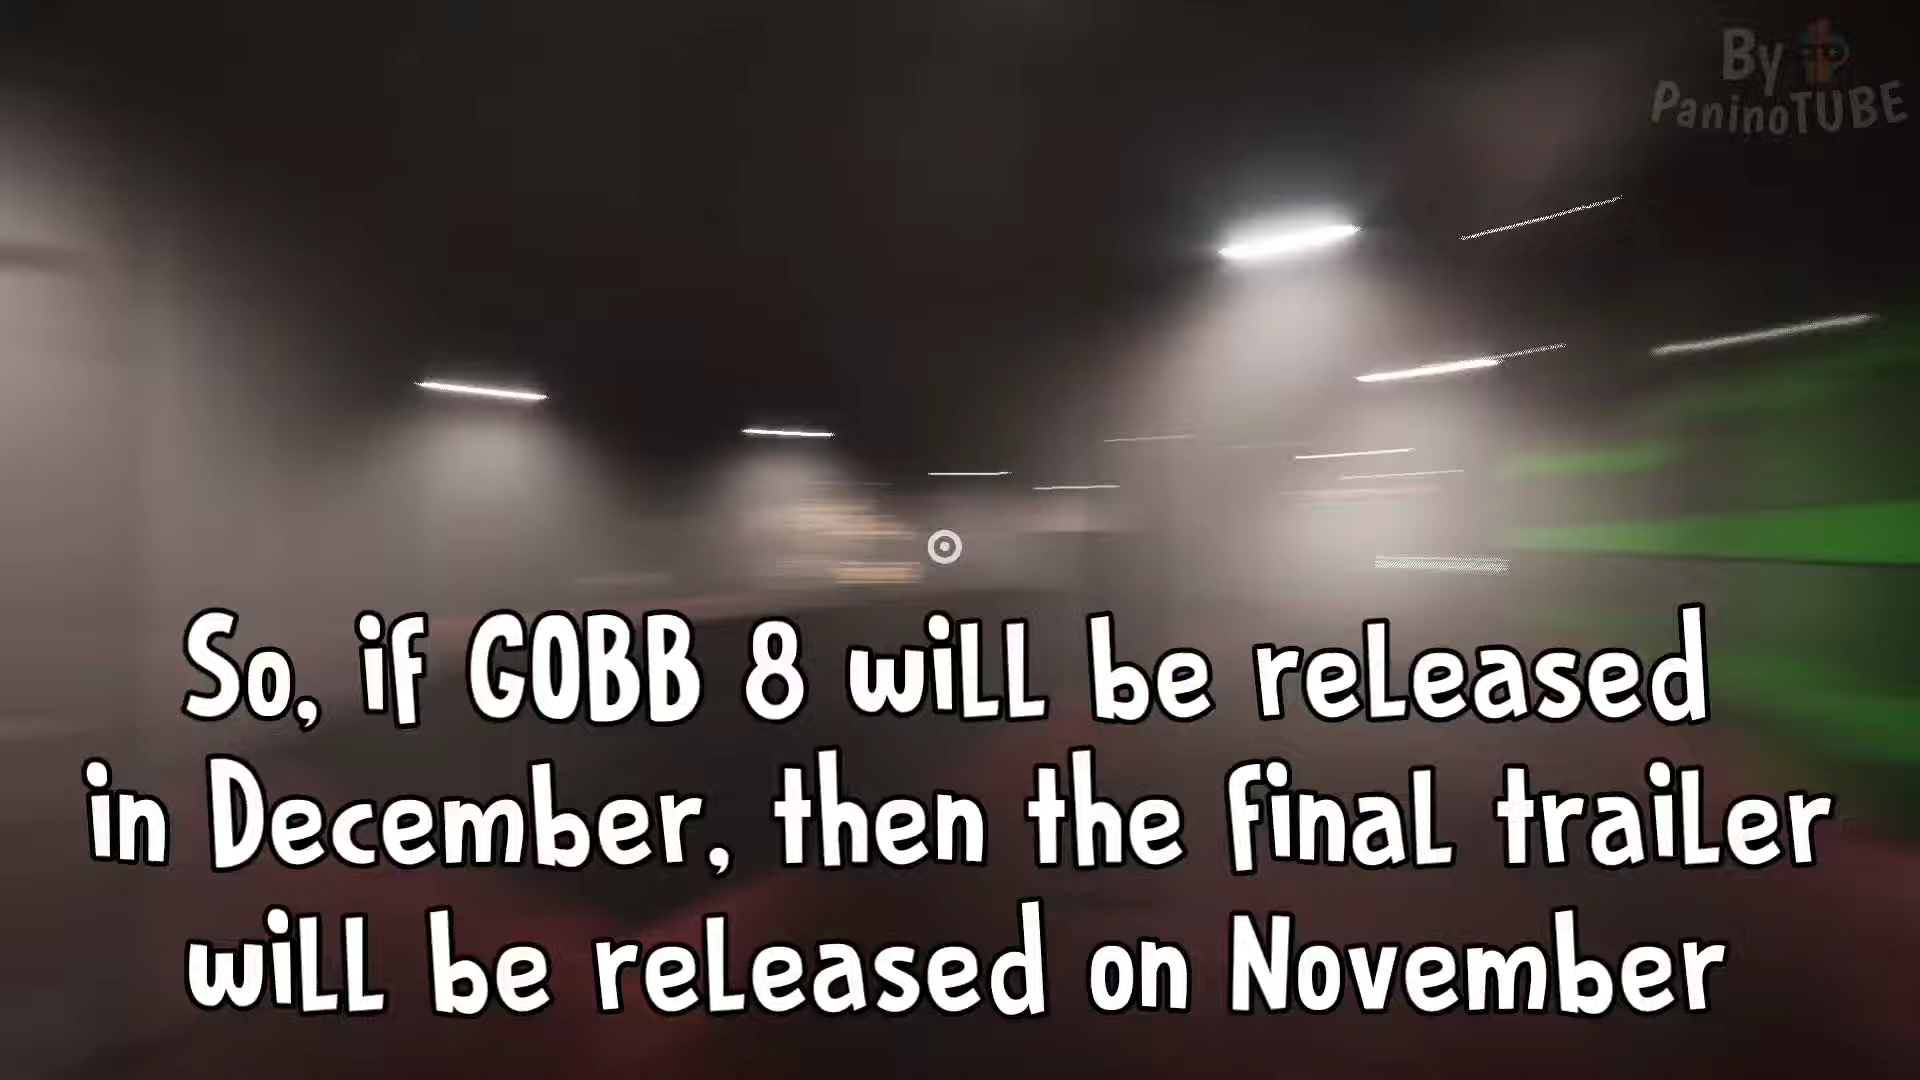 By
PaninoTUBE
So, if GOBB 8 will be released
in December, then the final trailer
will be released on November